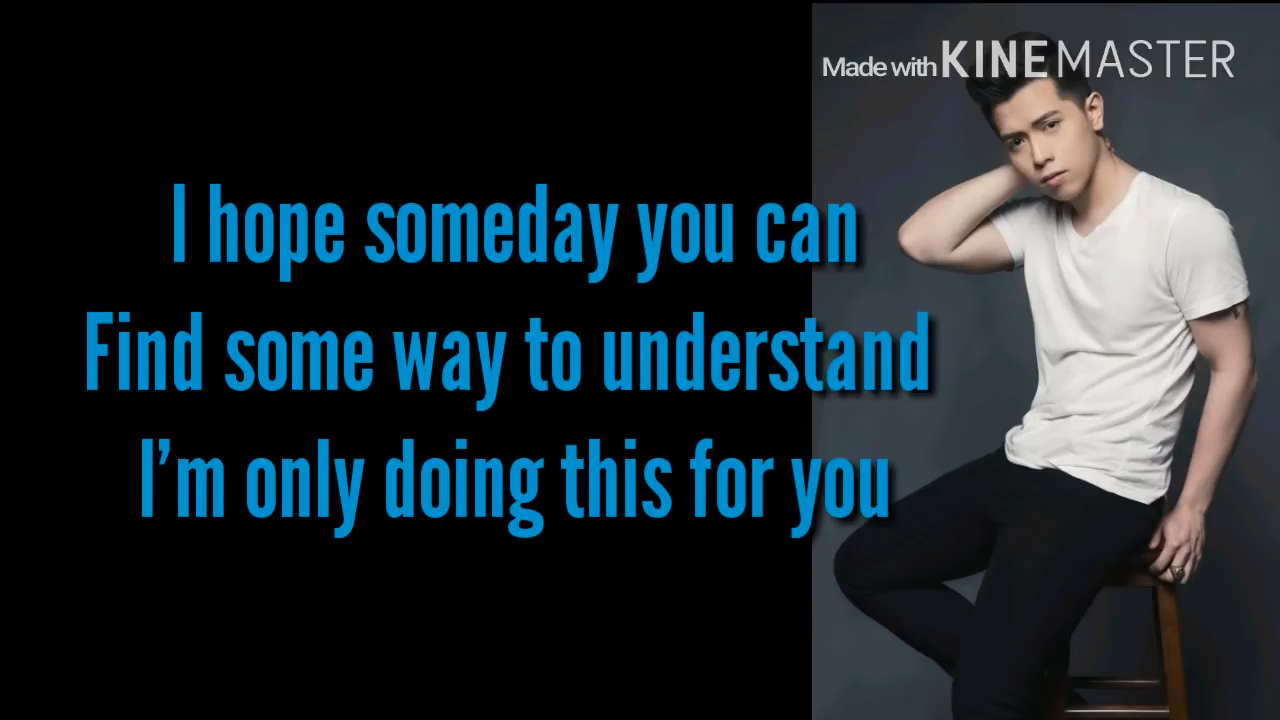 Made with KINEMASTER
I hope someday you can
Find some way to understand
I'm only doing this for you